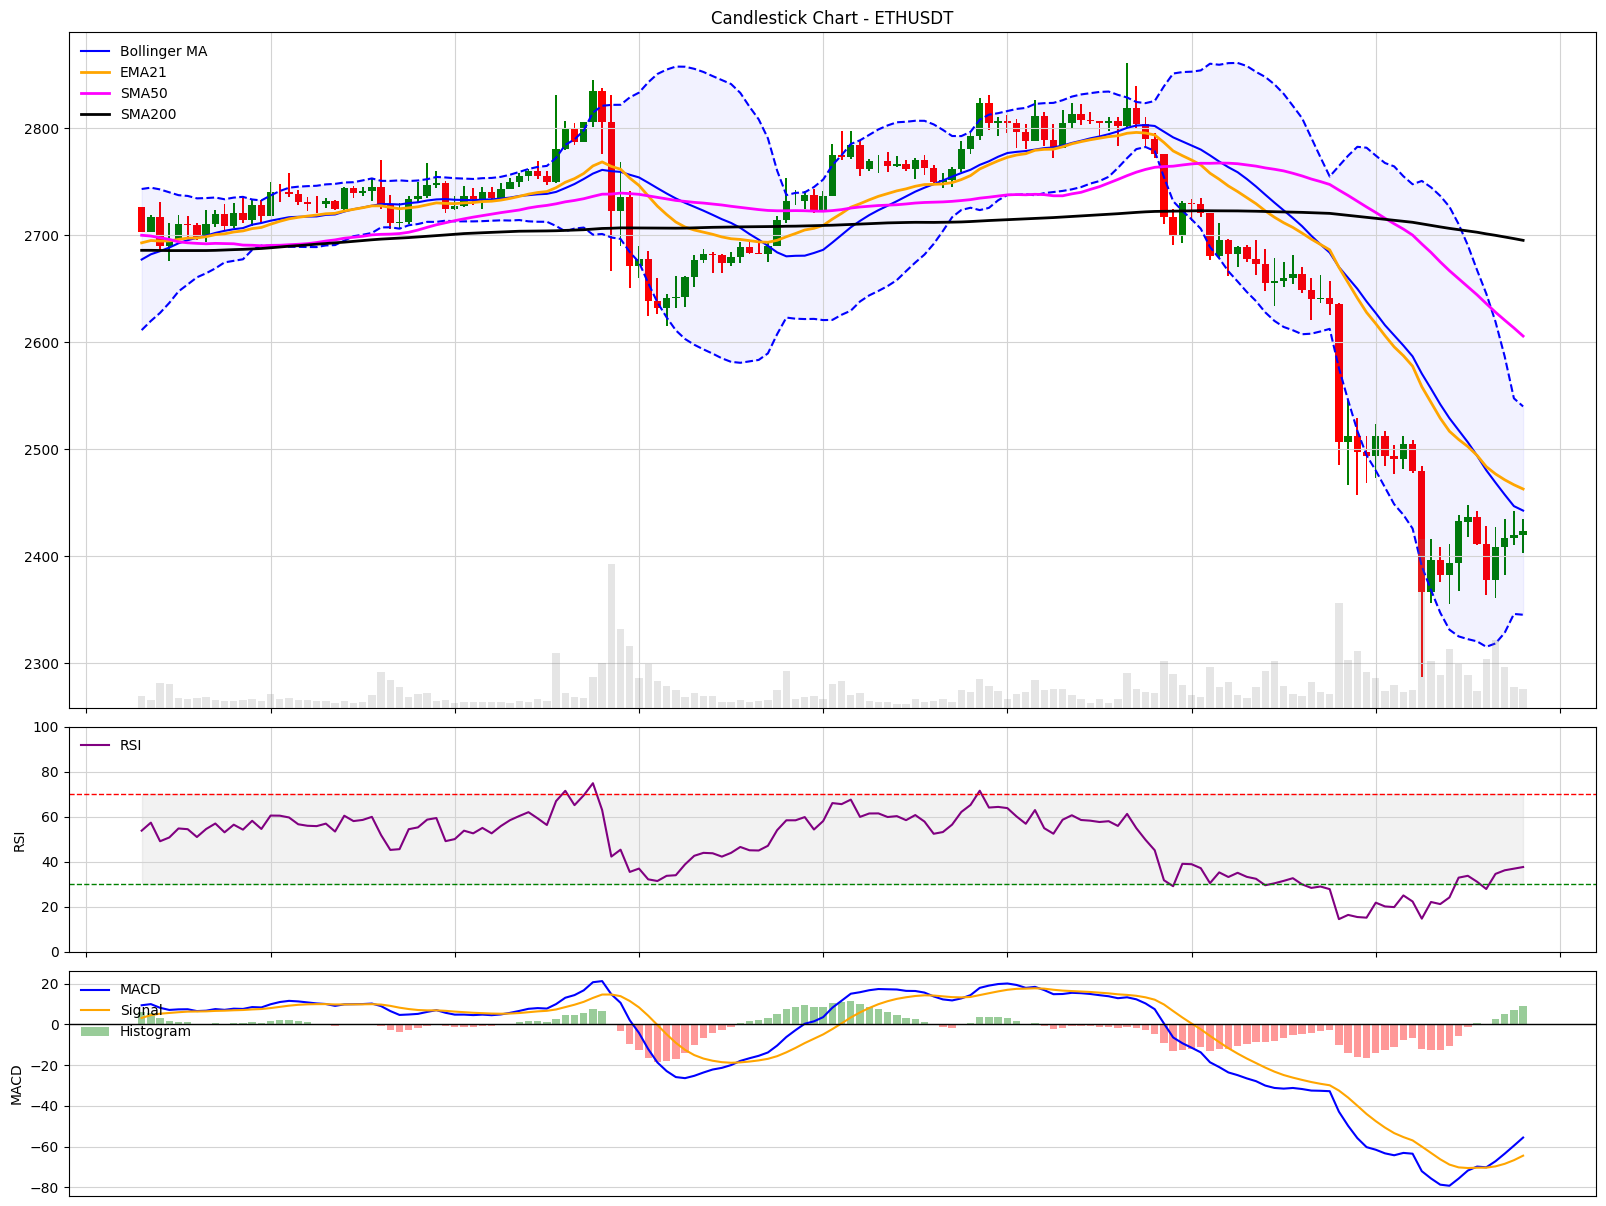 Candlestick Chart - ETHUSDT
Bollinger MA
EMA21
SMA50
SMA200
2800
2700
2600
2500
2400
2300
100
80
60
40
20
0
RSI
RSI
20
0
−20
−40
−60
−80
MACD
MACD
Signal
Histogram